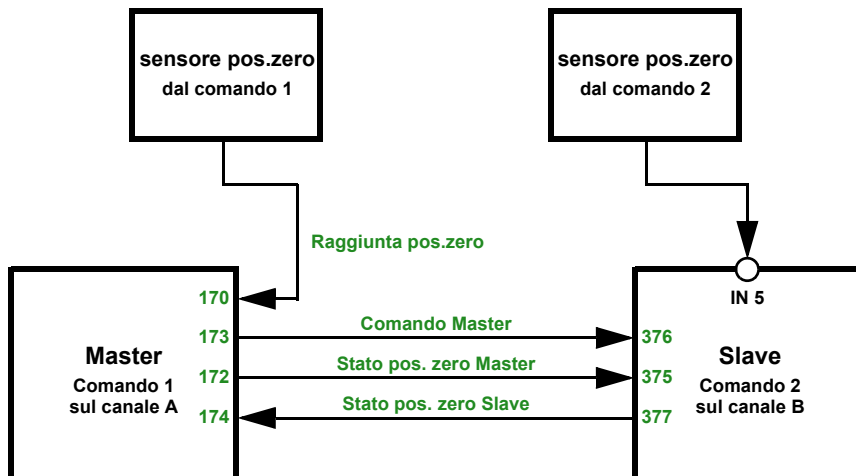 sensore pos.zero
dal comando 1
sensore pos.zero
dal comando 2
Raggiunta pos.zero
170
IN 5
173
Comando Master
376
Master
Slave
Stato pos. zero Master
172
375
Comando 1
sul canale A
Comando 2
sul canale B
174
Stato pos. zero Slave
377